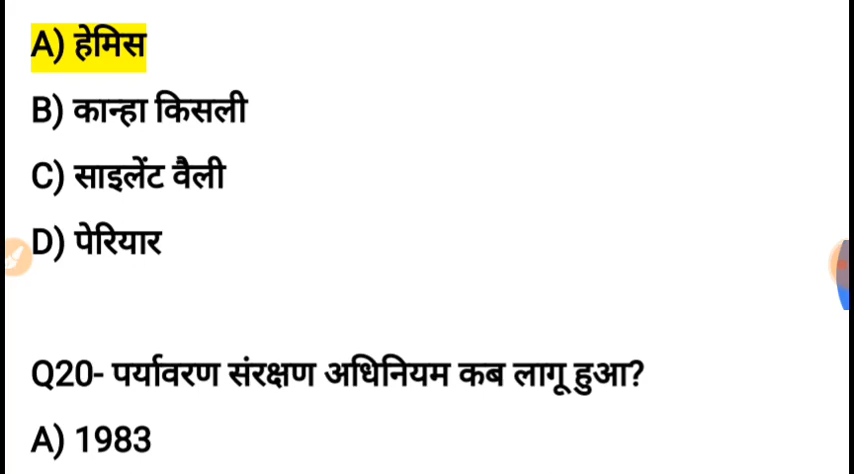 A) हेमिस
B) कान्हा किसली
C) साइलेंट वैली
D) पेरियार
Q20- पर्यावरण संरक्षण अधिनियम कब लागू हुआ?
A) 1983